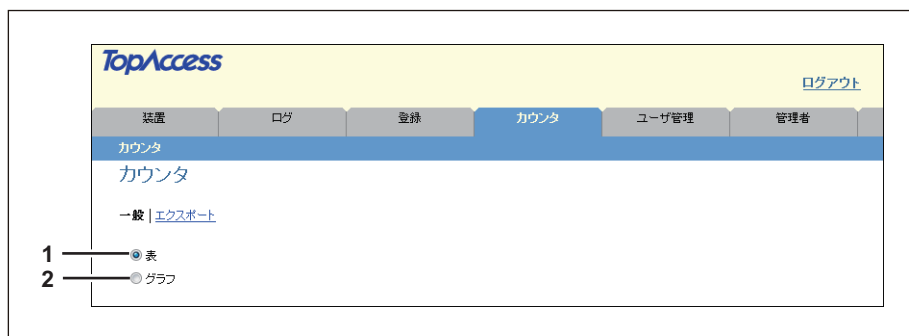 TopAccess
ログアウト
装置 ログ 登録 カウンタ ユーザ管理 管理者
カウンタ
カウンタ
一般 | エクスポート
1 表
2 グラフ